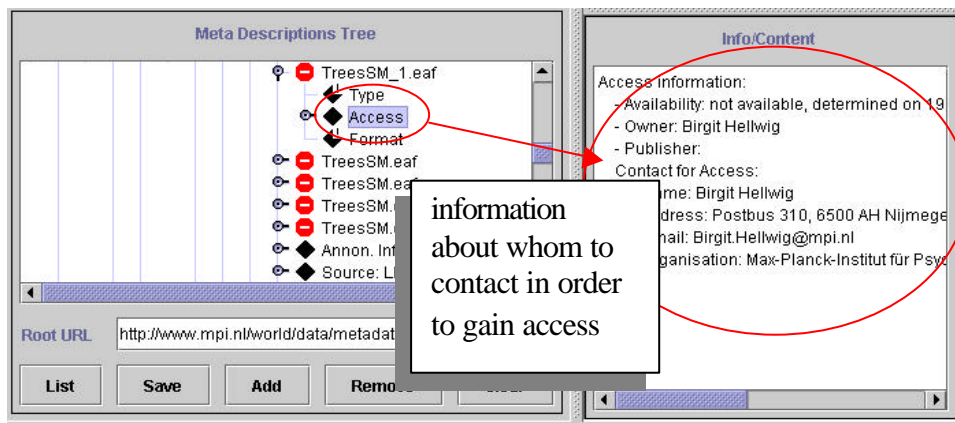 Meta Descriptions Tree
TreesSM_1.eaf
Type
Access
Format
TreesSM.eaf
TreesSM.eaf
TreesSM.
TreesSM.
Annon. Inf
Source: L
Root URL http://www.mpi.nl/world/data/metadat
List Save Add Remove
Info/Content
Access information:
- Availability: not available, determined on 19
- Owner: Birgit Hellwig
- Publisher:
Contact for Access:
me: Birgit Hellwig
dress: Postbus 310, 6500 AH Nijmege
ail: Birgit.Hellwig@mpi.nl
ganisation: Max-Planck-Institut für Psyc
information
about whom to
contact in order
to gain access